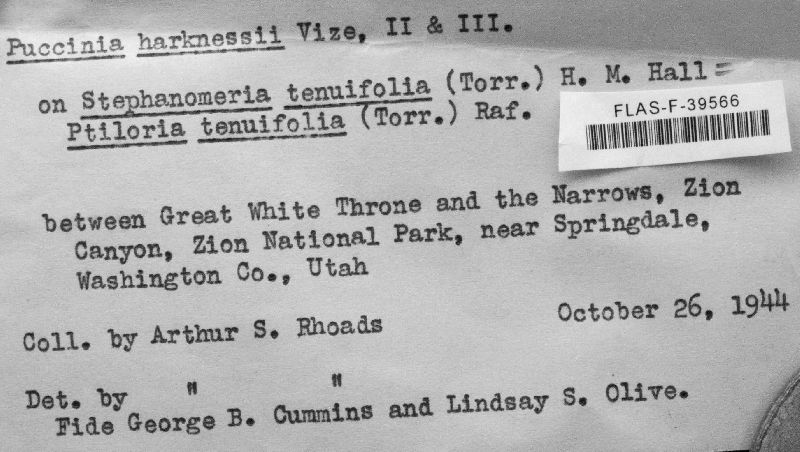 Puccinia harknessii Vize, II & III.
on Stephanomeria tenuifolia (Torr.) H. M. Hall =
Ptiloria tenuifolia (Torr.) Raf.
FLAS-F-39566
between Great White Throne and the Narrows, Zion
Canyon, Zion National Park, near Springdale,
Washington Co., Utah
Coll. by Arthur S. Rhoads October 26, 1944
Det. by " "
Fide George B. Cummins and Lindsay S. Olive.